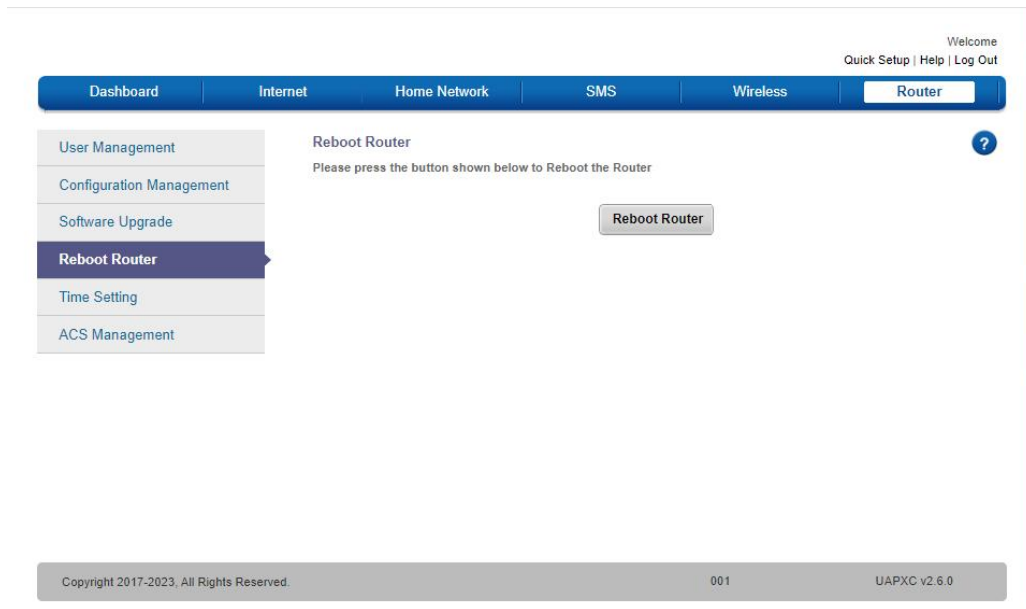 Welcome
Quick Setup | Help | Log Out
Dashboard Internet Home Network SMS Wireless Router
User Management
Configuration Management
Software Upgrade
Reboot Router
Time Setting
ACS Management
Reboot Router
?
Please press the button shown below to Reboot the Router
Reboot Router
Copyright 2017-2023, All Rights Reserved. 001 UAPXC v2.6.0